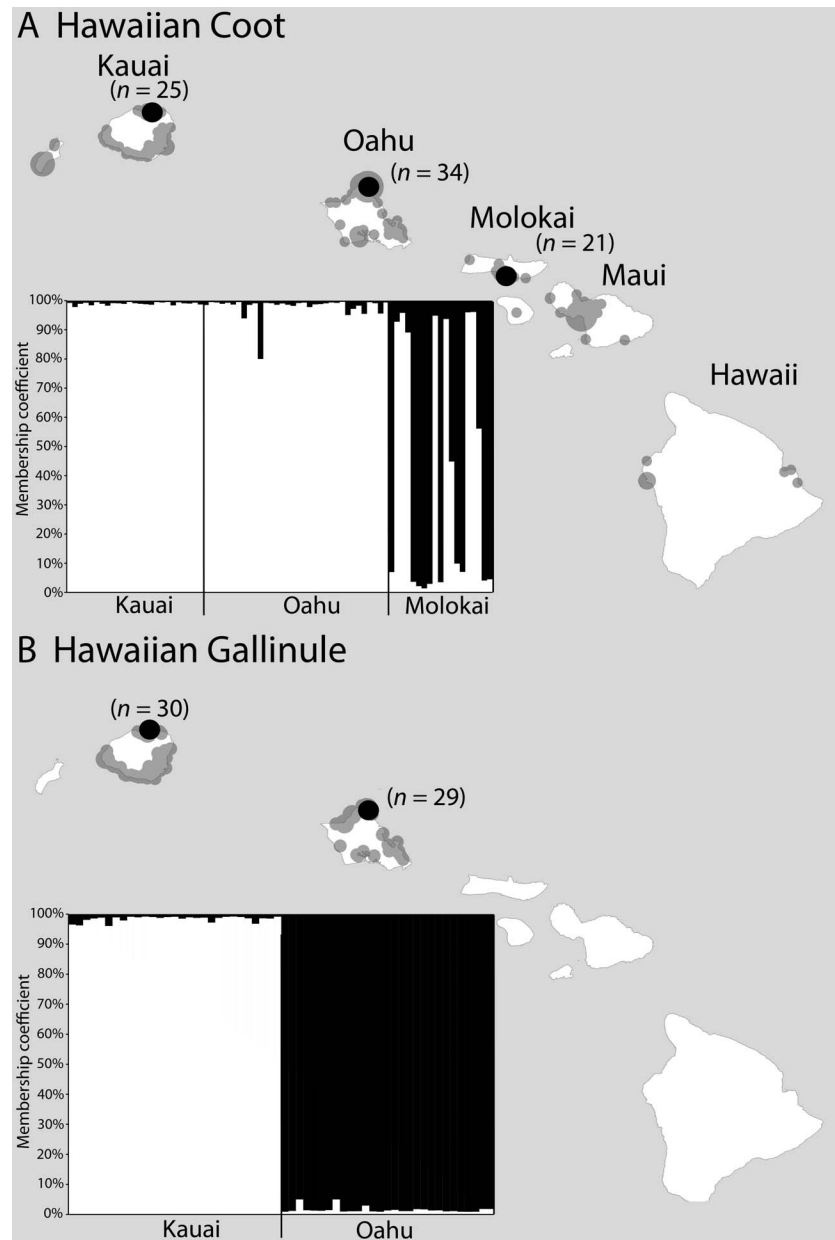 A Hawaiian Coot
Kauai
(n = 25)
Oahu
(n = 34)
Molokai
(n = 21)
Maui
Hawaii
100%
90%
80%
70%
60%
50%
40%
30%
20%
10%
0%
Membership coefficient
Kauai
Oahu
Molokai
B Hawaiian Gallinule
(n = 30)
(n = 29)
100%
90%
80%
70%
60%
50%
40%
30%
20%
10%
0%
Membership coefficient
Kauai
Oahu